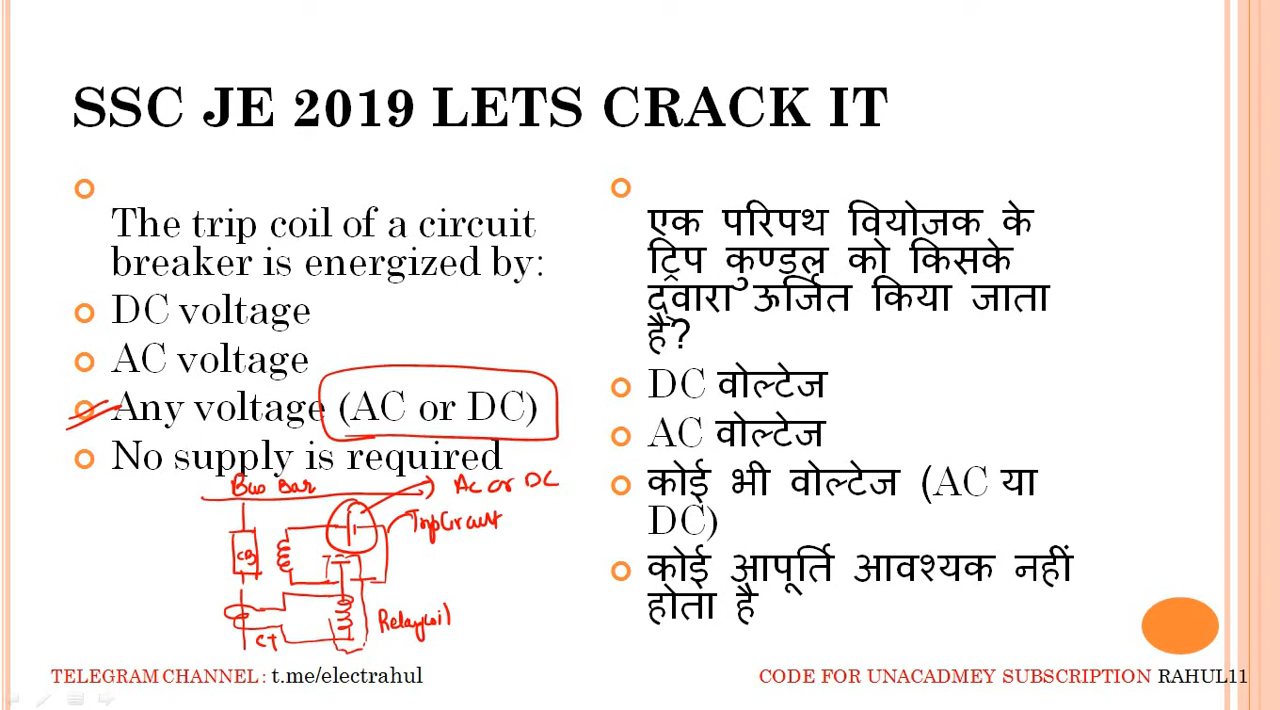 SSC JE 2019 LETS CRACK IT
The trip coil of a circuit
breaker is energized by:
DC voltage
AC voltage
Any voltage (AC or DC)
No supply is required
Bus Bar
AC or DC
Trip Circuit
CB
Relay coil
CT
एक परिपथ वियोजक के
ट्रिप कुण्डल को किसके
द्वारा ऊर्जित किया जाता
है?
DC वोल्टेज
AC वोल्टेज
कोई भी वोल्टेज (AC या
DC)
कोई आपूर्ति आवश्यक नहीं
होता है
TELEGRAM CHANNEL: t.me/electrahul
CODE FOR UNACADMEY SUBSCRIPTION RAHUL11